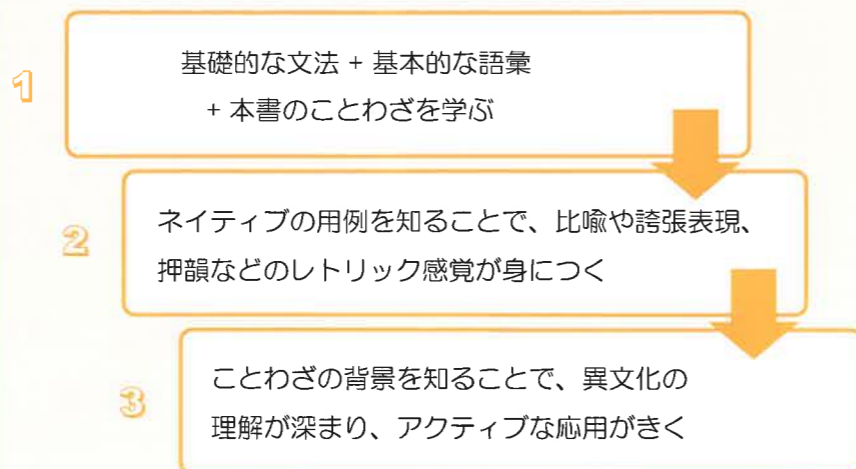 1
基礎的な文法 + 基本的な語彙
+ 本書のことわざを学ぶ
2
ネイティブの用例を知ることで、比喩や誇張表現、
押韻などのレトリック感覚が身につく
3
ことわざの背景を知ることで、異文化の
理解が深まり、アクティブな応用がきく